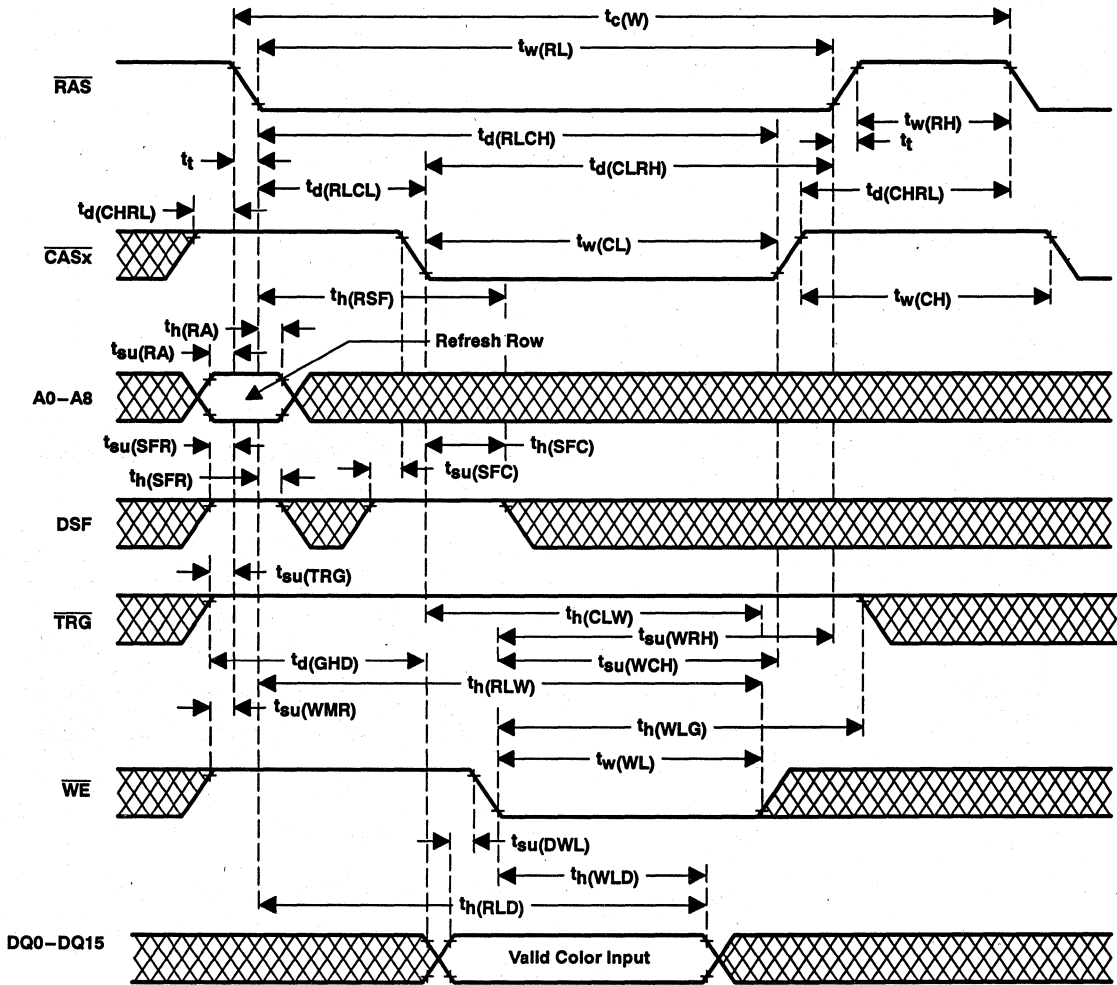 tc(W)
tw(RL)
RAS
tw(RH)
td(RLCH)
tt
tt
td(CLRH)
td(RLCL)
td(CHRL)
td(CHRL)
CASx
tw(CL)
th(RSF)
tw(CH)
th(RA)
tsu(RA)
Refresh Row
A0–A8
tsu(SFR)
th(SFC)
th(SFR)
tsu(SFC)
DSF
tsu(TRG)
TRG
th(CLW)
tsu(WRH)
td(GHD)
tsu(WCH)
th(RLW)
tsu(WMR)
th(WLG)
tw(WL)
WE
tsu(DWL)
th(WLD)
th(RLD)
DQ0–DQ15
Valid Color Input